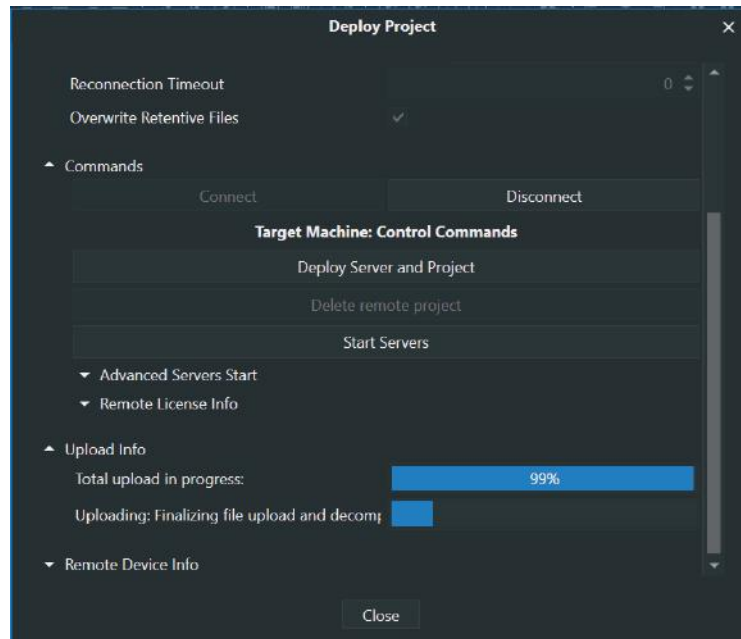 Deploy Project
Reconnection Timeout 0
Overwrite Retentive Files
Commands
Connect Disconnect
Target Machine: Control Commands
Deploy Server and Project
Delete remote project
Start Servers
Advanced Servers Start
Remote License Info
Upload Info
Total upload in progress: 99%
Uploading: Finalizing file upload and decomp
Remote Device Info
Close